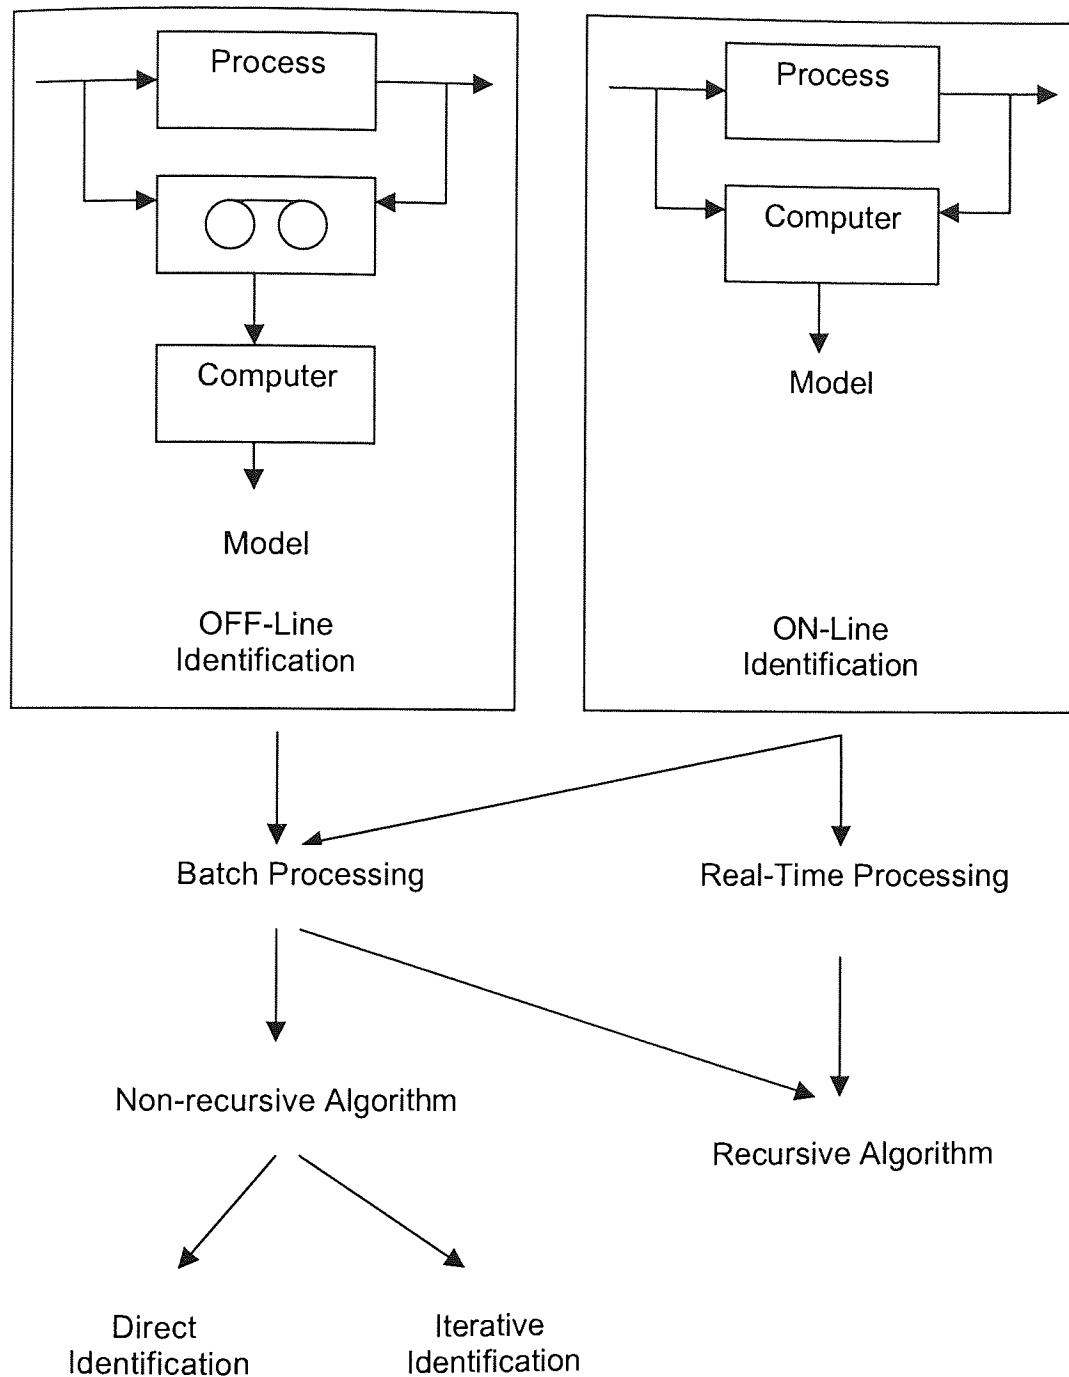 Process
Computer
Model
OFF-Line
Identification
Process
Computer
Model
ON-Line
Identification
Batch Processing
Real-Time Processing
Non-recursive Algorithm
Recursive Algorithm
Direct
Identification
Iterative
Identification